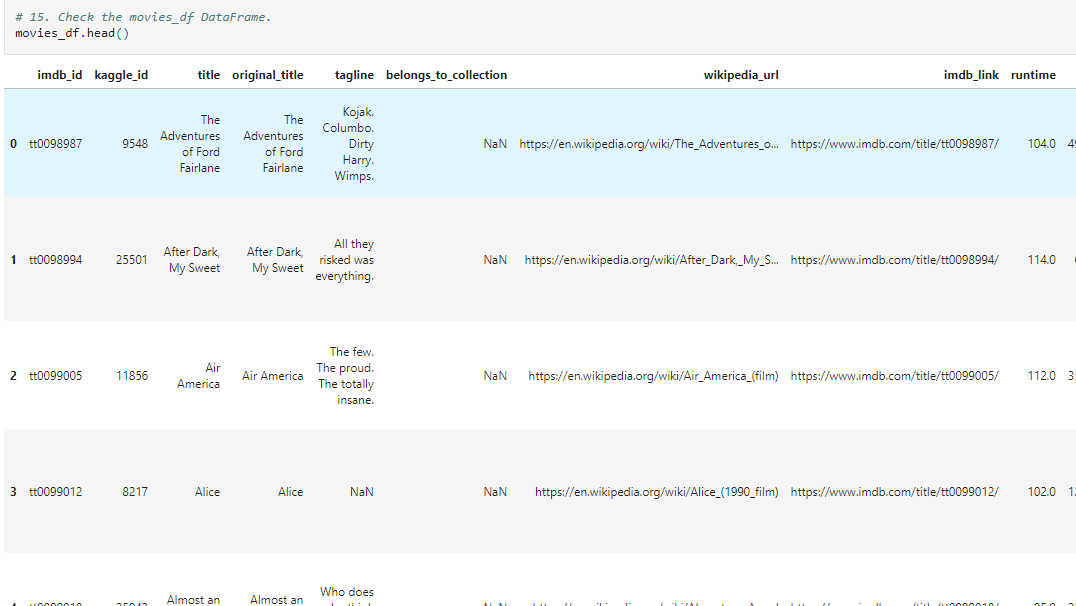 # 15. Check the movies_df DataFrame.
movies_df.head()
imdb_id kaggle_id title original_title tagline belongs_to_collection wikipedia_url imdb_link runtime
The The Kojak.
Adventures Adventures Columbo.
0 tt0098987 9548 of Ford of Ford Dirty NaN https://en.wikipedia.org/wiki/The_Adventures_o... https://www.imdb.com/title/tt0098987/ 104.0
Fairlane Fairlane Harry.
Wimps.
1 tt0098994 25501 After Dark, After Dark, All they NaN https://en.wikipedia.org/wiki/After_Dark,_My_S... https://www.imdb.com/title/tt0098994/ 114.0
My Sweet My Sweet risked was
everything.
2 tt0099005 11856 Air Air America The few. NaN https://en.wikipedia.org/wiki/Air_America_(film) https://www.imdb.com/title/tt0099005/ 112.0
America The proud.
The totally
insane.
3 tt0099012 8217 Alice Alice NaN NaN https://en.wikipedia.org/wiki/Alice_(1990_film) https://www.imdb.com/title/tt0099012/ 102.0
Almost an Almost an Who does